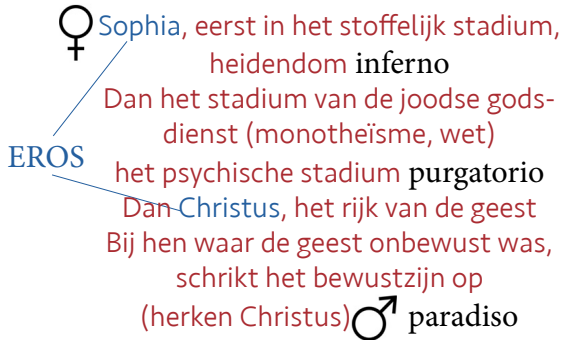 ♀ Sophia, eerst in het stoffelijk stadium,
heidendom inferno
Dan het stadium van de joodse gods-
dienst (monotheïsme, wet)
EROS
het psychische stadium purgatorio
Dan Christus, het rijk van de geest
Bij hen waar de geest onbewust was,
schrikt het bewustzijn op
(herken Christus) ♂ paradiso